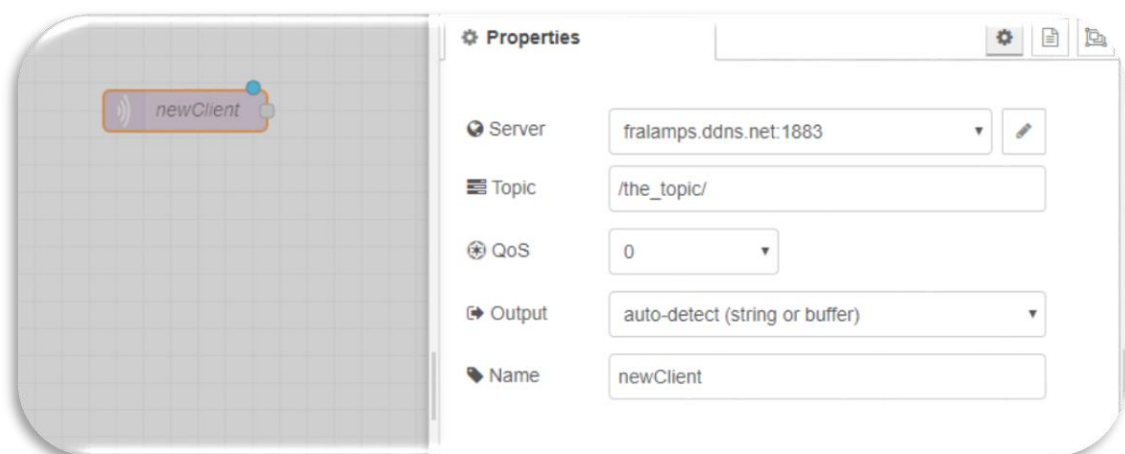 newClient
Properties
Server fralamps.ddns.net:1883
Topic /the_topic/
QoS 0
Output auto-detect (string or buffer)
Name newClient